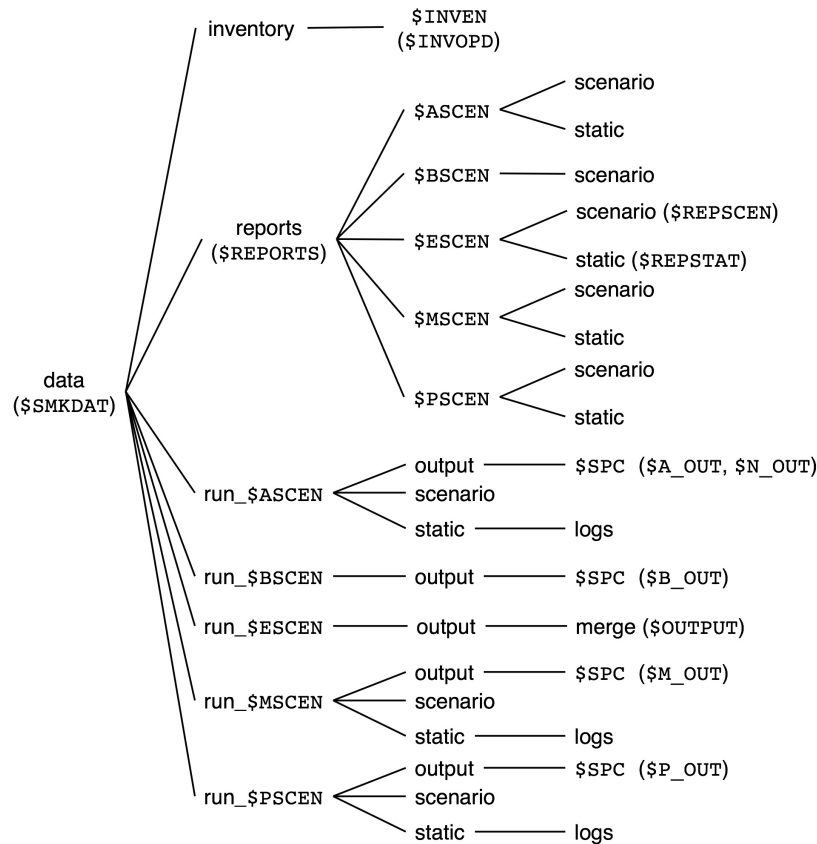 inventory
$INVEN
($INVOPD)
reports
($REPORTS)
$ASCEN
scenario
static
$BSCEN
scenario
$ESCEN
scenario ($REPSCEN)
static ($REPSTAT)
$MSCEN
scenario
static
$PSCEN
scenario
static
data
($SMKDAT)
run_$ASCEN
output
$SPC ($A_OUT, $N_OUT)
scenario
static
logs
run_$BSCEN
output
$SPC ($B_OUT)
run_$ESCEN
output
merge ($OUTPUT)
run_$MSCEN
output
$SPC ($M_OUT)
scenario
static
logs
run_$PSCEN
output
$SPC ($P_OUT)
scenario
static
logs